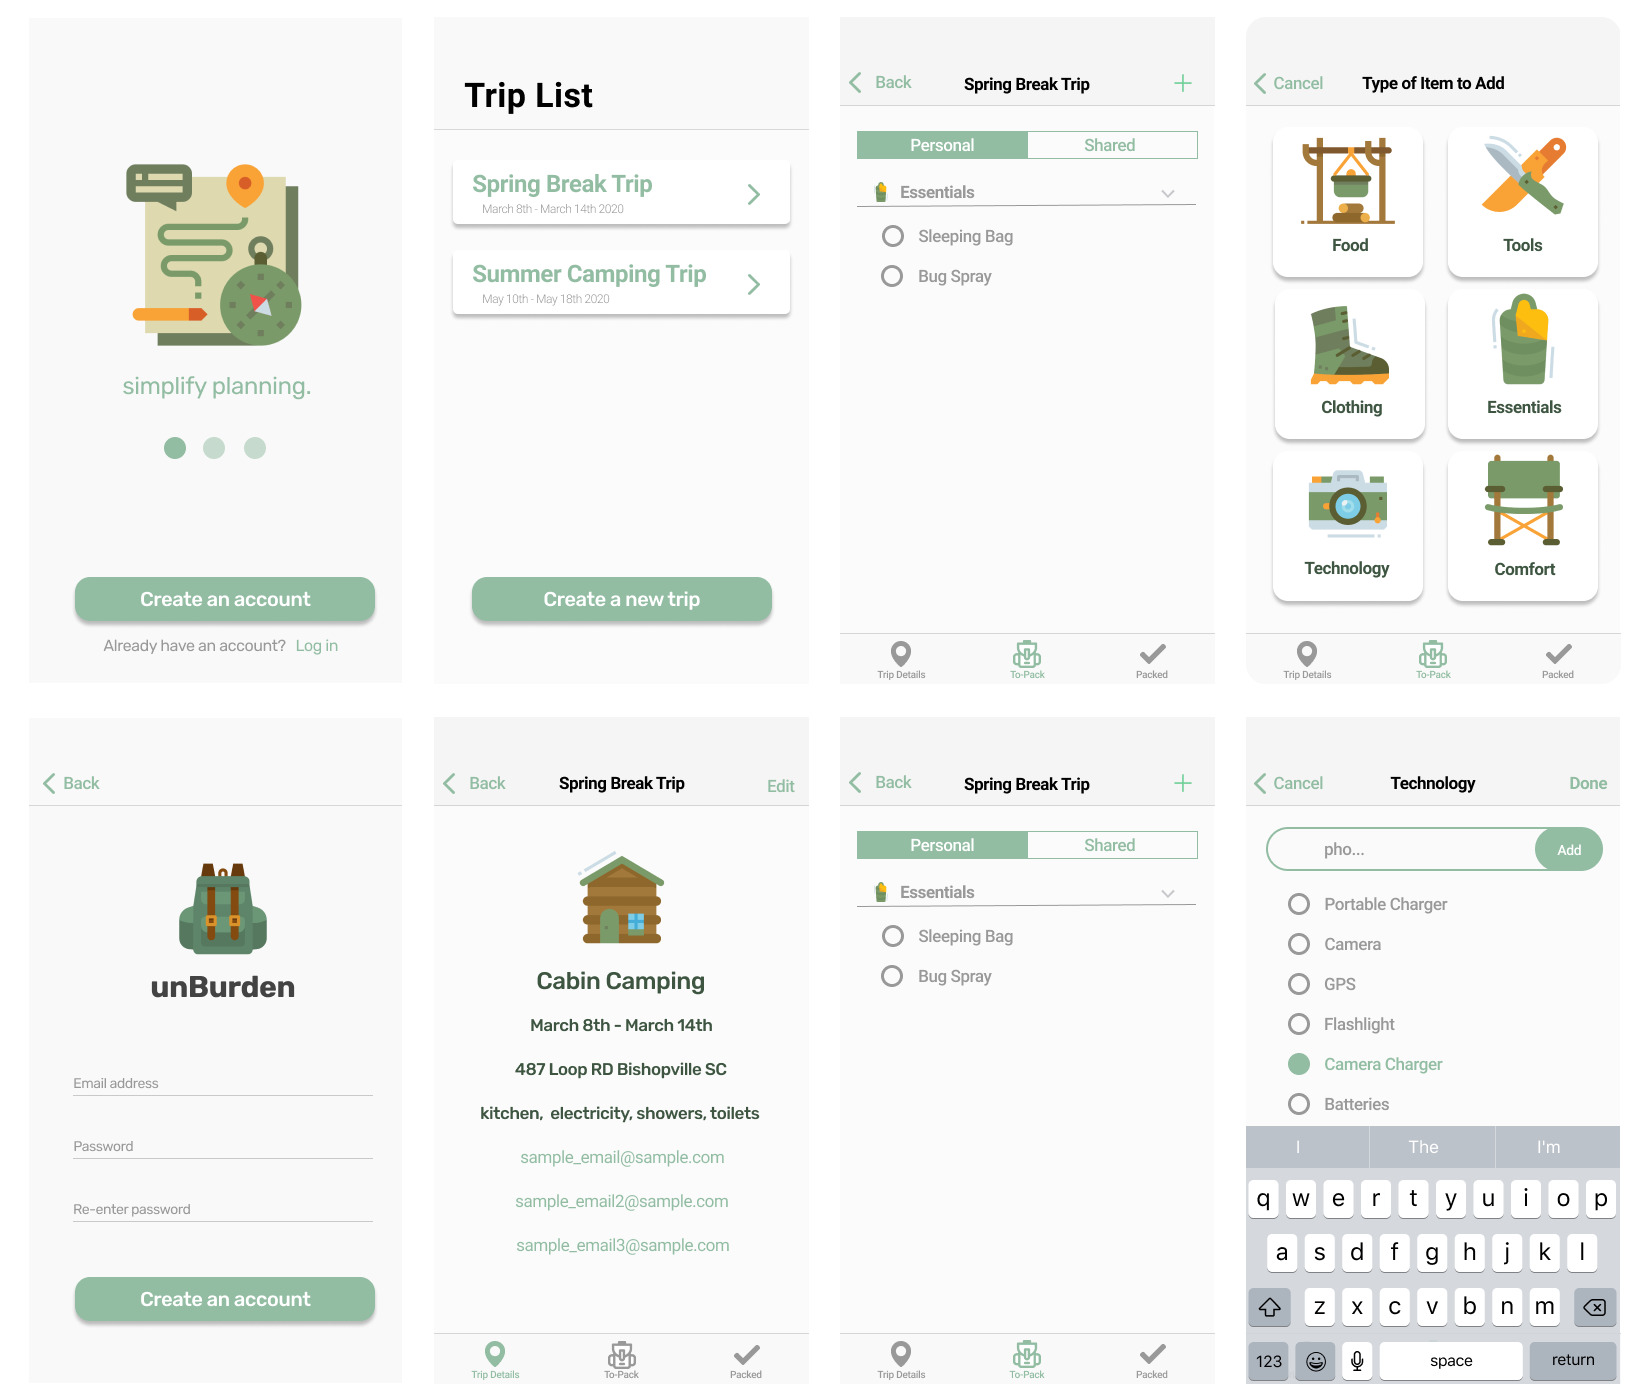 simplify planning.
Create an account
Already have an account? Log in
Trip List
Spring Break Trip
March 8th - March 14th 2020
Summer Camping Trip
May 10th - May 18th 2020
Create a new trip
Back Spring Break Trip +
Personal Shared
Essentials
Sleeping Bag
Bug Spray
Trip Details To-Pack Packed
Cancel Type of Item to Add
Food Tools
Clothing Essentials
Technology Comfort
Trip Details To-Pack Packed
Back
unBurden
Email address
Password
Re-enter password
Create an account
Back Spring Break Trip Edit
Cabin Camping
March 8th - March 14th
487 Loop RD Bishopville SC
kitchen, electricity, showers, toilets
sample_email@sample.com
sample_email2@sample.com
sample_email3@sample.com
Trip Details To-Pack Packed
Back Spring Break Trip +
Personal Shared
Essentials
Sleeping Bag
Bug Spray
Trip Details To-Pack Packed
Cancel Technology Done
pho... Add
Portable Charger
Camera
GPS
Flashlight
Camera Charger
Batteries
I The I'm
q w e r t y u i o p
a s d f g h j k l
z x c v b n m
123 space return